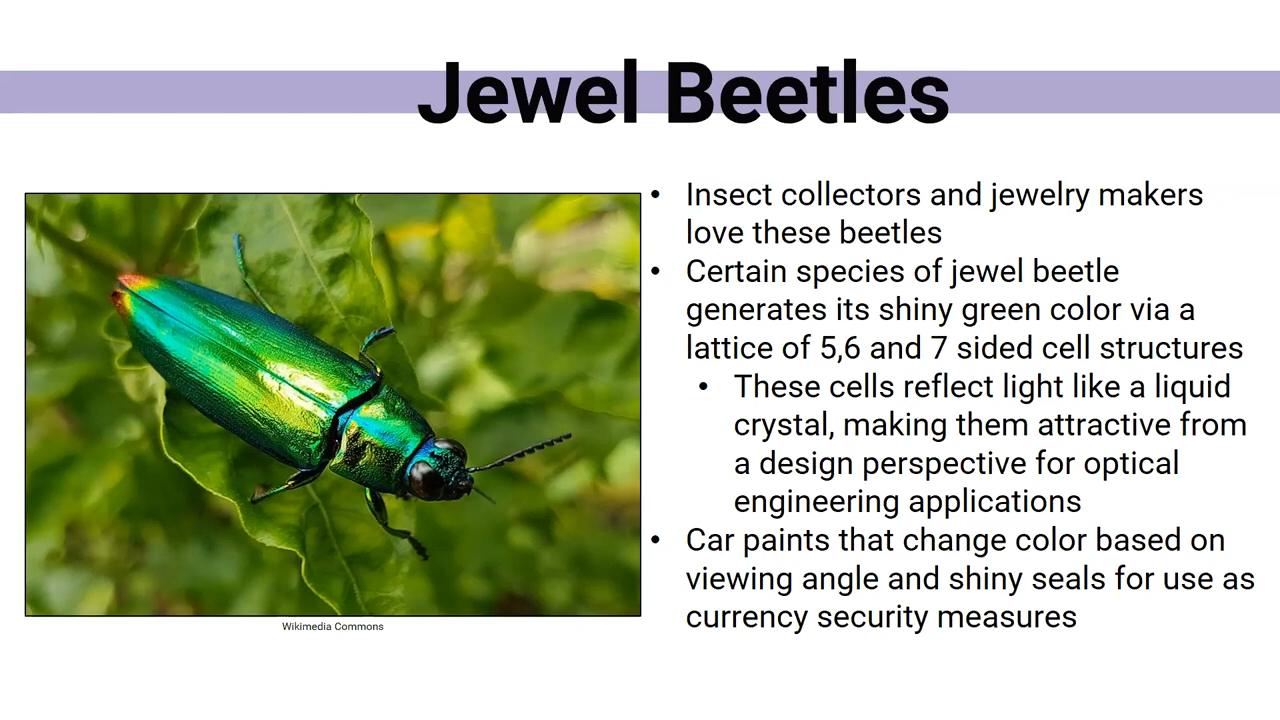 Jewel Beetles
• Insect collectors and jewelry makers
love these beetles
• Certain species of jewel beetle
generates its shiny green color via a
lattice of 5,6 and 7 sided cell structures
• These cells reflect light like a liquid
crystal, making them attractive from
a design perspective for optical
engineering applications
• Car paints that change color based on
viewing angle and shiny seals for use as
currency security measures
Wikimedia Commons